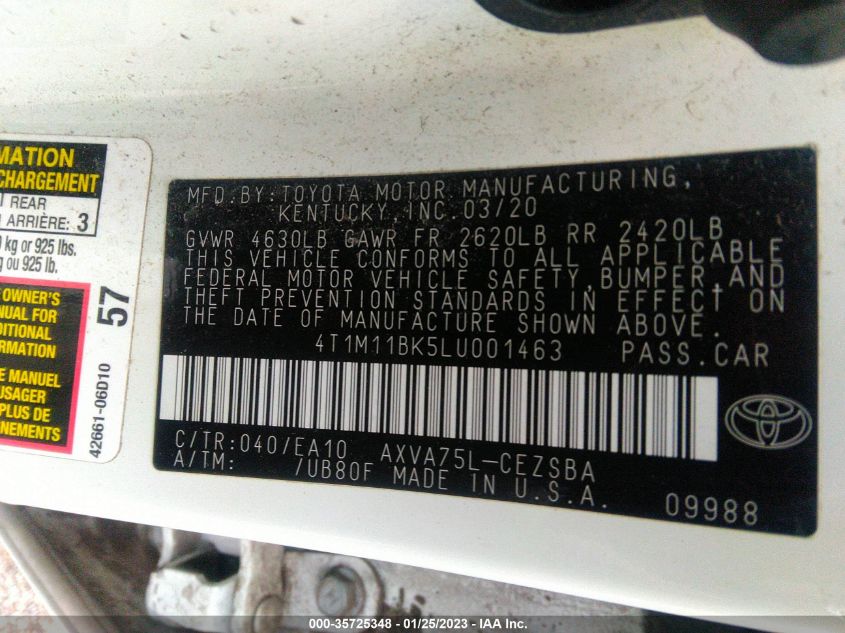 MATION
CHARGEMENT
REAR
ARRIÈRE: 3
kg or 925 lbs.
ou 925 lb.
OWNER'S
NUAL FOR
DITIONAL
ORMATION
E MANUEL
USAGER
PLUS DE
GNEMENTS
57
42661-06D10
MFD.BY:TOYOTA MOTOR MANUFACTURING,
KENTUCKY,INC.03/20
GVWR 4630LB GAWR FR 2620LB RR 2420LB
THIS VEHICLE CONFORMS TO ALL APPLICABLE
FEDERAL MOTOR VEHICLE SAFETY,BUMPER,AND
THEFT PREVENTION STANDARDS IN EFFECT ON
THE DATE OF MANUFACTURE SHOWN ABOVE.
4T1M11BK5LU001463 PASS.CAR
C/TR:040/EA10 AXVA75L-CEZSBA
A/TM: /UB80F MADE IN U.S.A.
09988
000-35725348 - 01/25/2023 - IAA Inc.